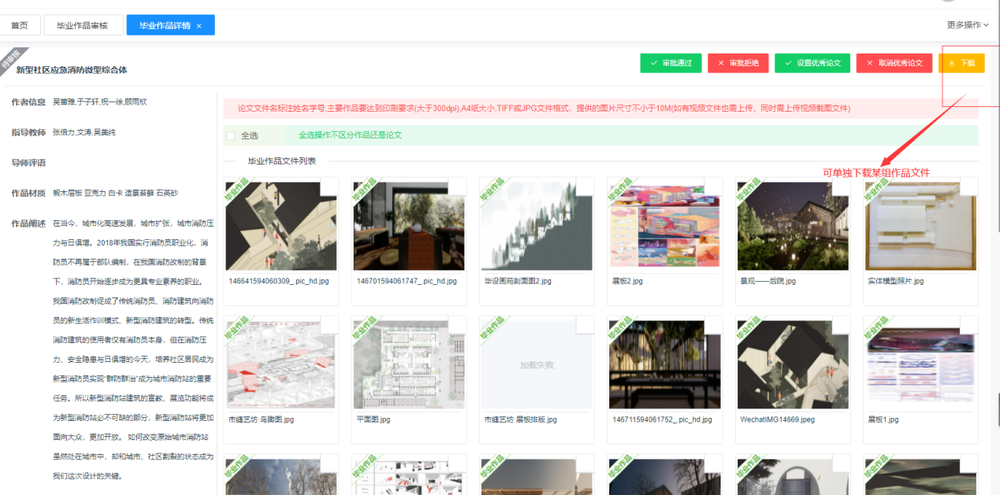 首页
毕业作品审核
毕业作品详情 ×
更多操作
待审核
新型社区应急消防微型综合体
审批通过
审批拒绝
设置优秀论文
取消优秀论文
下载
作者信息 吴蕾雅,于子轩,祝一徐,顾雨欣
指导教师 张倍力,文涛,吴美纯
导师评语
作品材质 椴木层板 亚克力 白卡 造景苔藓 石英砂
作品阐述 在当今，城市化高速发展，城市扩张，城市消防压
力与日俱增。2018年我国实行消防员职业化，消
防员不再属于部队编制，在我国消防改制的背景
下，消防员开始逐步成为更具专业素养的职业。
我国消防改制促成了传统消防员、消防建筑向消防
员的新生活作训模式、新型消防建筑的转型。传统
消防建筑的使用者仅有消防员本身，但在消防压
力、安全隐患与日俱增的今天，培养社区居民成为
新型消防员实现“群防群治”成为城市消防站的重要
任务。所以新型消防站建筑的宣教、展览功能将成
为新型消防站必不可缺的部分，新型消防站将更加
面向大众，更加开放。 如何改变原始城市消防站
虽然处在城市中，却和城市、社区割裂的状态成为
我们这次设计的关键。
论文文件名标注姓名学号,主要作品要达到印刷要求(大于300dpi),A4纸大小,TIFF或JPG文件格式，提供的图片尺寸不小于10M(如有视频文件也需上传，同时需上传视频截图文件)
全选
全选操作不区分作品还是论文
毕业作品文件列表
可单独下载某组作品文件
毕业作品
毕业作品
毕业作品
毕业作品
毕业作品
毕业作品
146641594060309_.pic_hd.jpg
146701594061747_.pic_hd.jpg
毕设画苑剖面图2.jpg
展板2.jpg
景观——后院.jpg
实体模型照片.jpg
毕业作品
毕业作品
毕业作品
毕业作品
毕业作品
毕业作品
加载失败
市缝艺坊·鸟瞰图.jpg
平面图.jpg
市缝艺坊·展板排版.jpg
146711594061752_.pic_hd.jpg
WechatIMG14669.jpeg
展板1.jpg
毕业作品
毕业作品
毕业作品
毕业作品
毕业作品
毕业作品